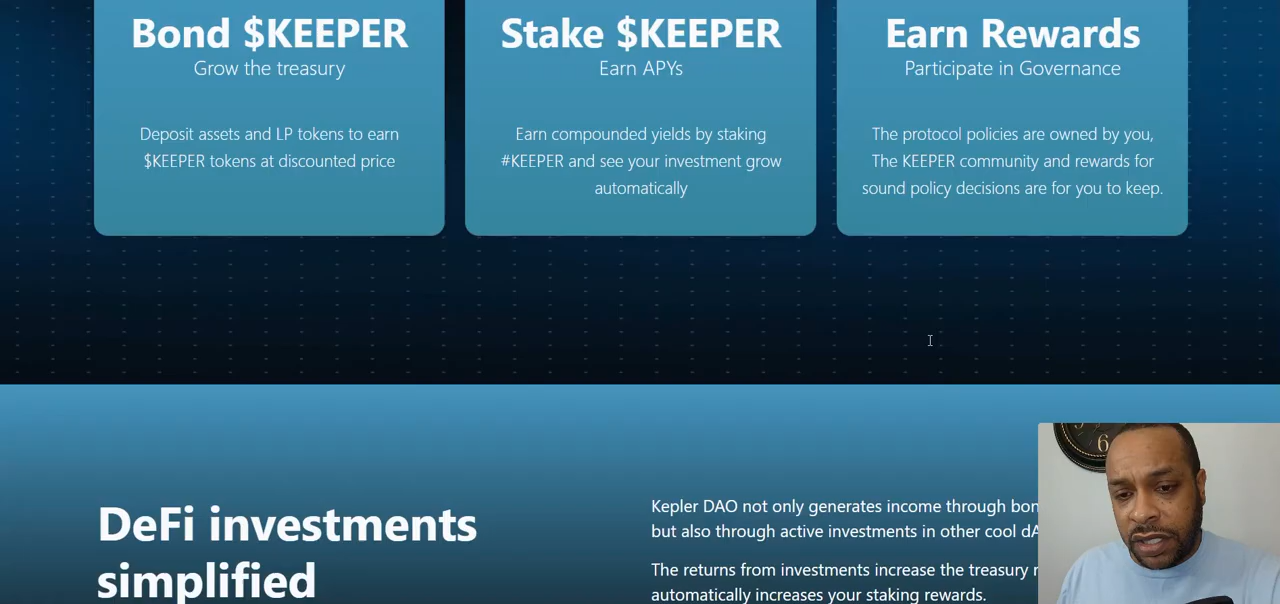 Bond $KEEPER
Grow the treasury
Deposit assets and LP tokens to earn
$KEEPER tokens at discounted price
Stake $KEEPER
Earn APYs
Earn compounded yields by staking
#KEEPER and see your investment grow
automatically
Earn Rewards
Participate in Governance
The protocol policies are owned by you,
The KEEPER community and rewards for
sound policy decisions are for you to keep.
DeFi investments
simplified
Kepler DAO not only generates income through
but also through active investments in other cool
The returns from investments increase the treasury
automatically increases your staking rewards.
6